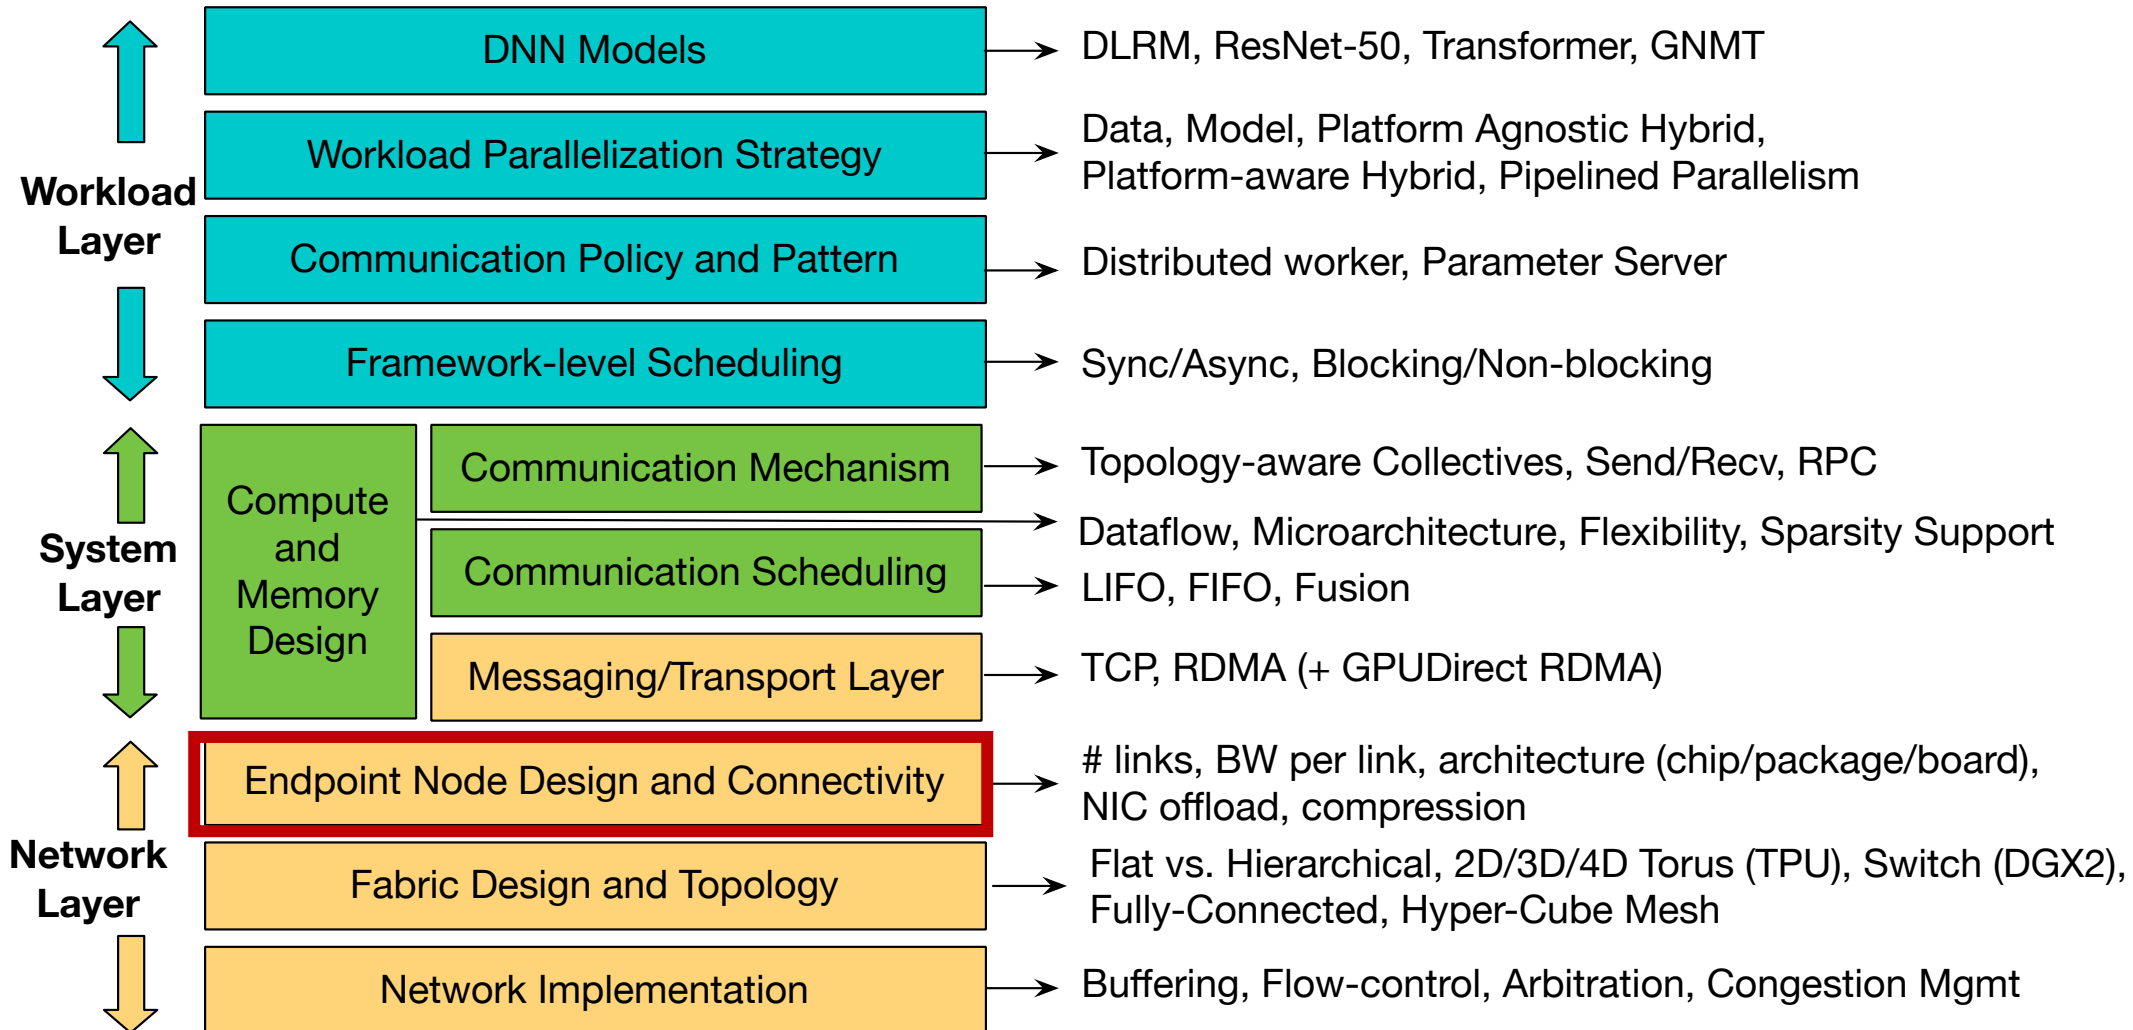 DNN Models
DLRM, ResNet-50, Transformer, GNMT
Workload Parallelization Strategy
Data, Model, Platform Agnostic Hybrid,
Platform-aware Hybrid, Pipelined Parallelism
Workload
Layer
Communication Policy and Pattern
Distributed worker, Parameter Server
Framework-level Scheduling
Sync/Async, Blocking/Non-blocking
System
Layer
Compute
and
Memory
Design
Communication Mechanism
Topology-aware Collectives, Send/Recv, RPC
Dataflow, Microarchitecture, Flexibility, Sparsity Support
Communication Scheduling
LIFO, FIFO, Fusion
Messaging/Transport Layer
TCP, RDMA (+ GPUDirect RDMA)
Network
Layer
Endpoint Node Design and Connectivity
# links, BW per link, architecture (chip/package/board),
NIC offload, compression
Fabric Design and Topology
Flat vs. Hierarchical, 2D/3D/4D Torus (TPU), Switch (DGX2),
Fully-Connected, Hyper-Cube Mesh
Network Implementation
Buffering, Flow-control, Arbitration, Congestion Mgmt